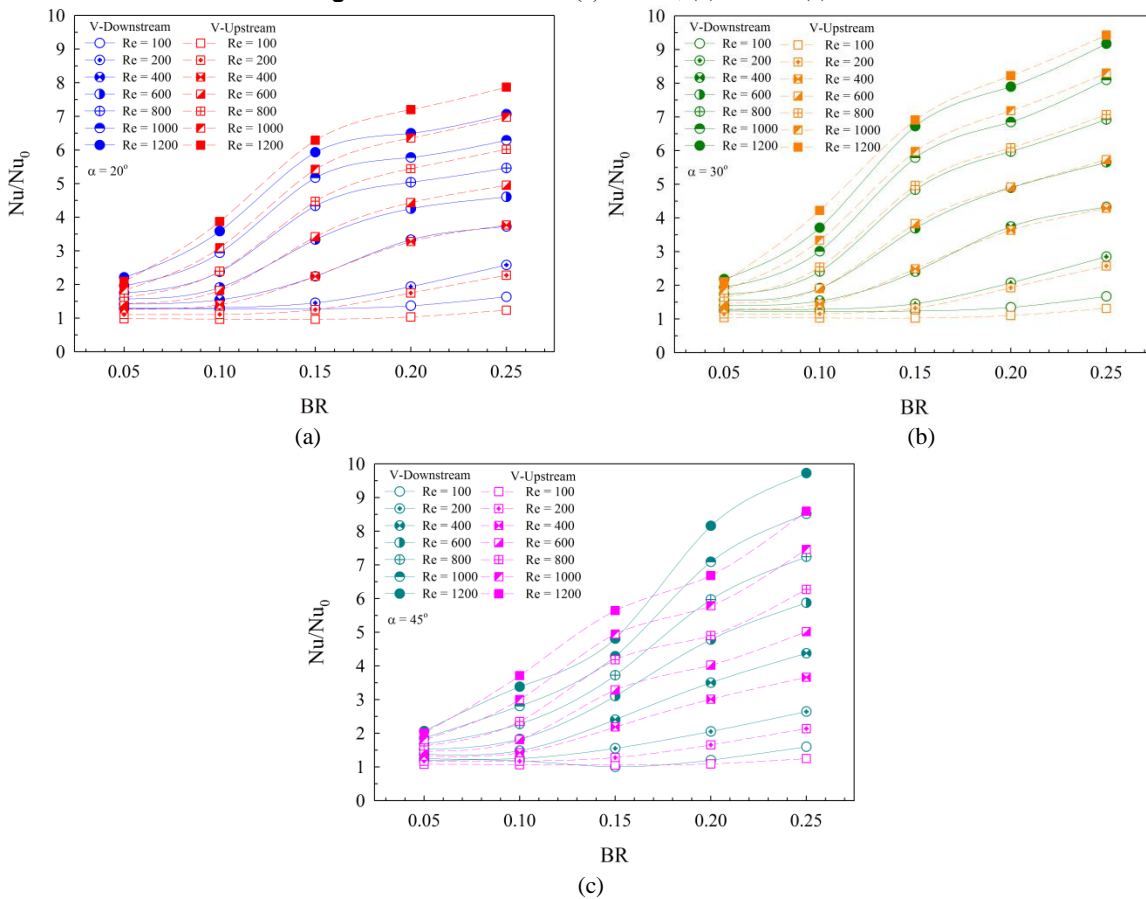 V-Downstream V-Upstream
Re = 100 Re = 100
Re = 200 Re = 200
Re = 400 Re = 400
Re = 600 Re = 600
Re = 800 Re = 800
Re = 1000 Re = 1000
Re = 1200 Re = 1200
α = 20°
10
9
8
7
6
5
4
3
2
1
0
Nu/Nu₀
0.05 0.10 0.15 0.20 0.25
BR
(a)
V-Downstream V-Upstream
Re = 100 Re = 100
Re = 200 Re = 200
Re = 400 Re = 400
Re = 600 Re = 600
Re = 800 Re = 800
Re = 1000 Re = 1000
Re = 1200 Re = 1200
α = 30°
10
9
8
7
6
5
4
3
2
1
0
Nu/Nu₀
0.05 0.10 0.15 0.20 0.25
BR
(b)
V-Downstream V-Upstream
Re = 100 Re = 100
Re = 200 Re = 200
Re = 400 Re = 400
Re = 600 Re = 600
Re = 800 Re = 800
Re = 1000 Re = 1000
Re = 1200 Re = 1200
α = 45°
10
9
8
7
6
5
4
3
2
1
0
Nu/Nu₀
0.05 0.10 0.15 0.20 0.25
BR
(c)